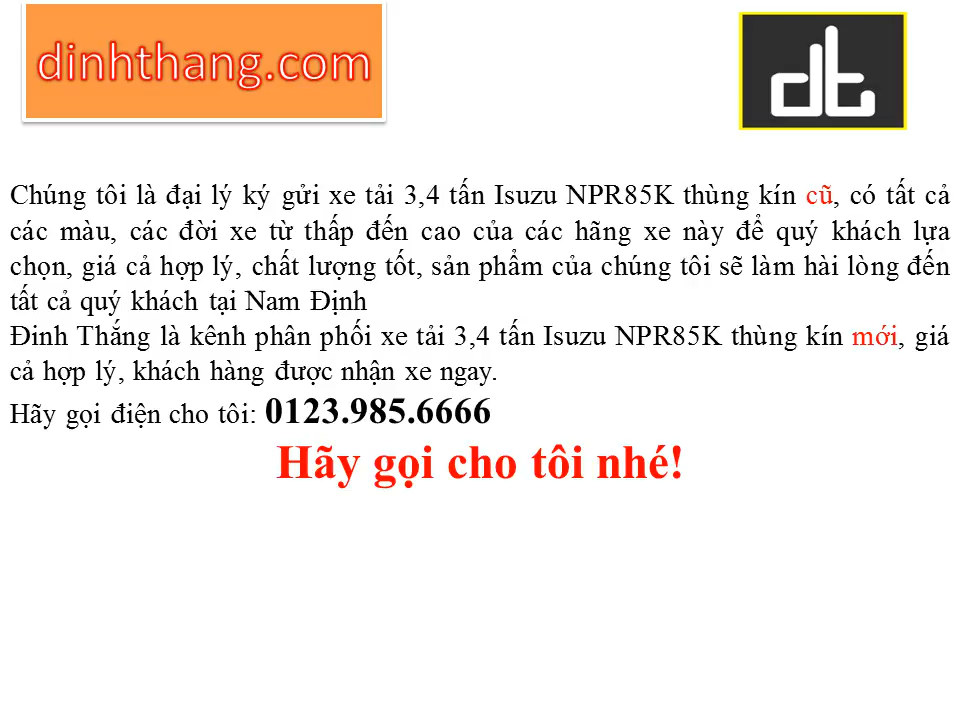 dinhthang.com
dt
Chúng tôi là đại lý ký gửi xe tải 3,4 tấn Isuzu NPR85K thùng kín cũ, có tất cả
các màu, các đời xe từ thấp đến cao của các hãng xe này để quý khách lựa
chọn, giá cả hợp lý, chất lượng tốt, sản phẩm của chúng tôi sẽ làm hài lòng đến
tất cả quý khách tại Nam Định
Đinh Thắng là kênh phân phối xe tải 3,4 tấn Isuzu NPR85K thùng kín mới, giá
cả hợp lý, khách hàng được nhận xe ngay.
Hãy gọi điện cho tôi: 0123.985.6666
Hãy gọi cho tôi nhé!